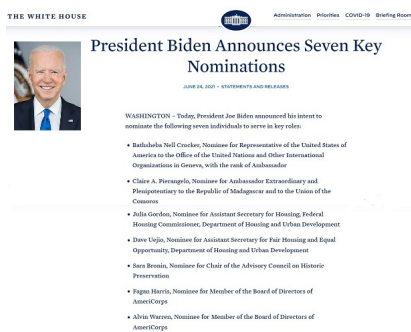 THE WHITE HOUSE
Administration Priorities COVID-19 Briefing Room
President Biden Announces Seven Key
Nominations
JUNE 24, 2021 • STATEMENTS AND RELEASES
WASHINGTON – Today, President Joe Biden announced his intent to
nominate the following seven individuals to serve in key roles:
• Bathsheba Nell Crocker, Nominee for Representative of the United States of
America to the Office of the United Nations and Other International
Organizations in Geneva, with the rank of Ambassador
• Claire A. Pierangelo, Nominee for Ambassador Extraordinary and
Plenipotentiary to the Republic of Madagascar and to the Union of the
Comoros
• Julia Gordon, Nominee for Assistant Secretary for Housing, Federal
Housing Commissioner, Department of Housing and Urban Development
• Dave Uejio, Nominee for Assistant Secretary for Fair Housing and Equal
Opportunity, Department of Housing and Urban Development
• Sara Bronin, Nominee for Chair of the Advisory Council on Historic
Preservation
• Fagan Harris, Nominee for Member of the Board of Directors of
AmeriCorps
• Alvin Warren, Nominee for Member of the Board of Directors of
AmeriCorps